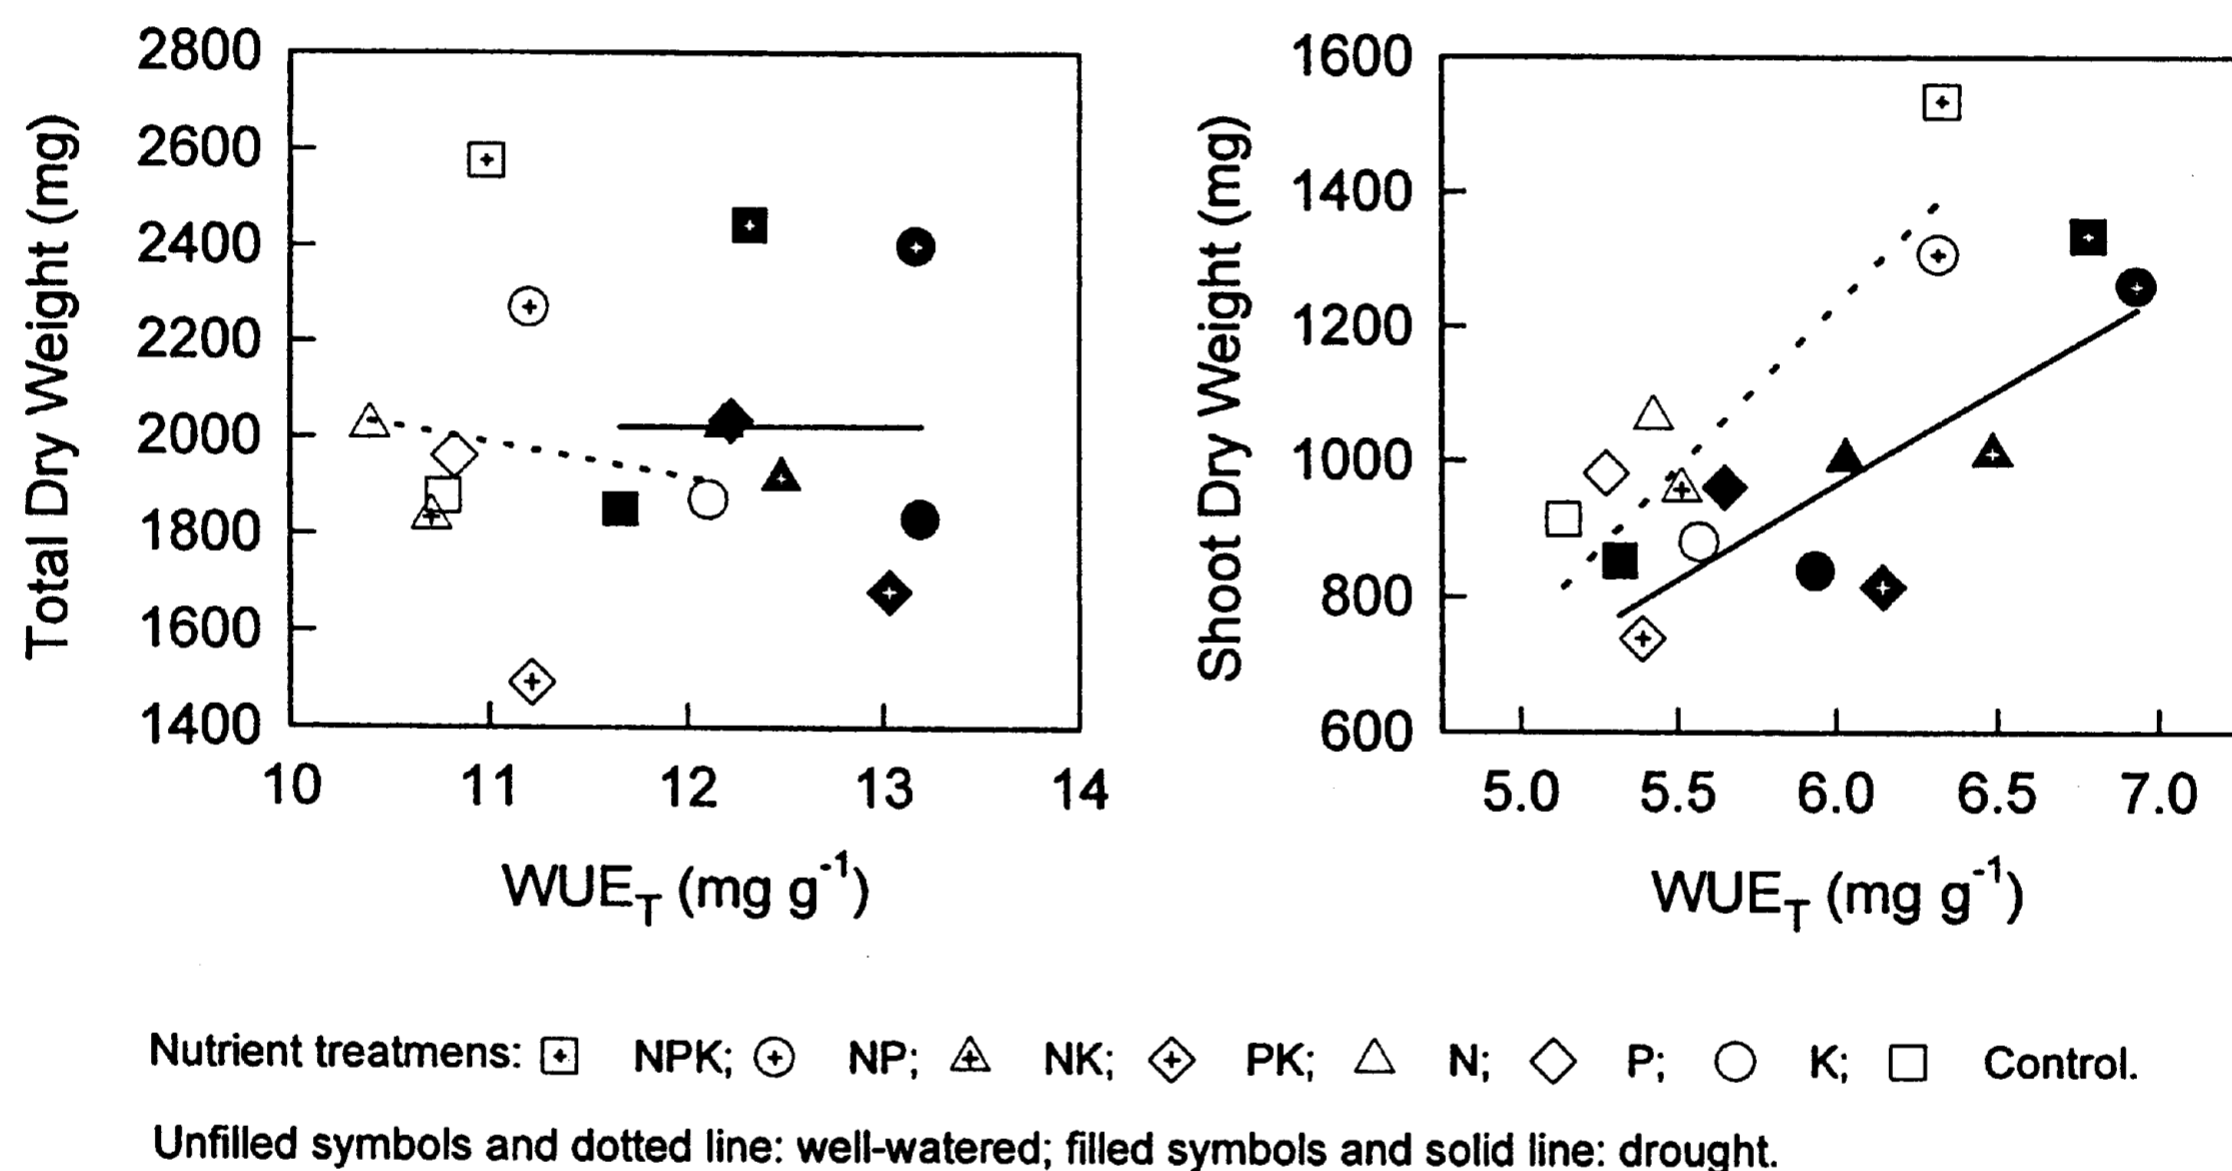 Total Dry Weight (mg)
2800
2600
2400
2200
2000
1800
1600
1400
10 11 12 13 14
WUE_T (mg g⁻¹)
Shoot Dry Weight (mg)
1600
1400
1200
1000
800
600
5.0 5.5 6.0 6.5 7.0
WUE_T (mg g⁻¹)
Nutrient treatmens: NPK; NP; NK; PK; N; P; K; Control.
Unfilled symbols and dotted line: well-watered; filled symbols and solid line: drought.